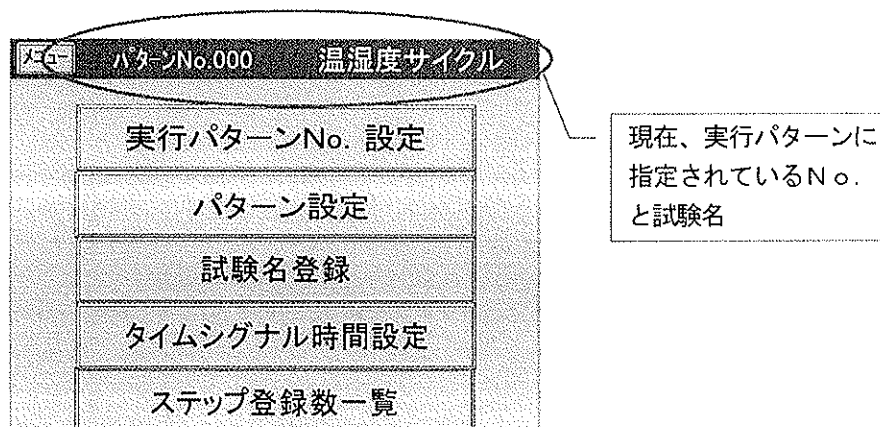 メニュー パターンNo.000 温湿度サイクル
実行パターンNo. 設定
パターン設定
試験名登録
タイムシグナル時間設定
ステップ登録数一覧
現在、実行パターンに
指定されているNo.
と試験名